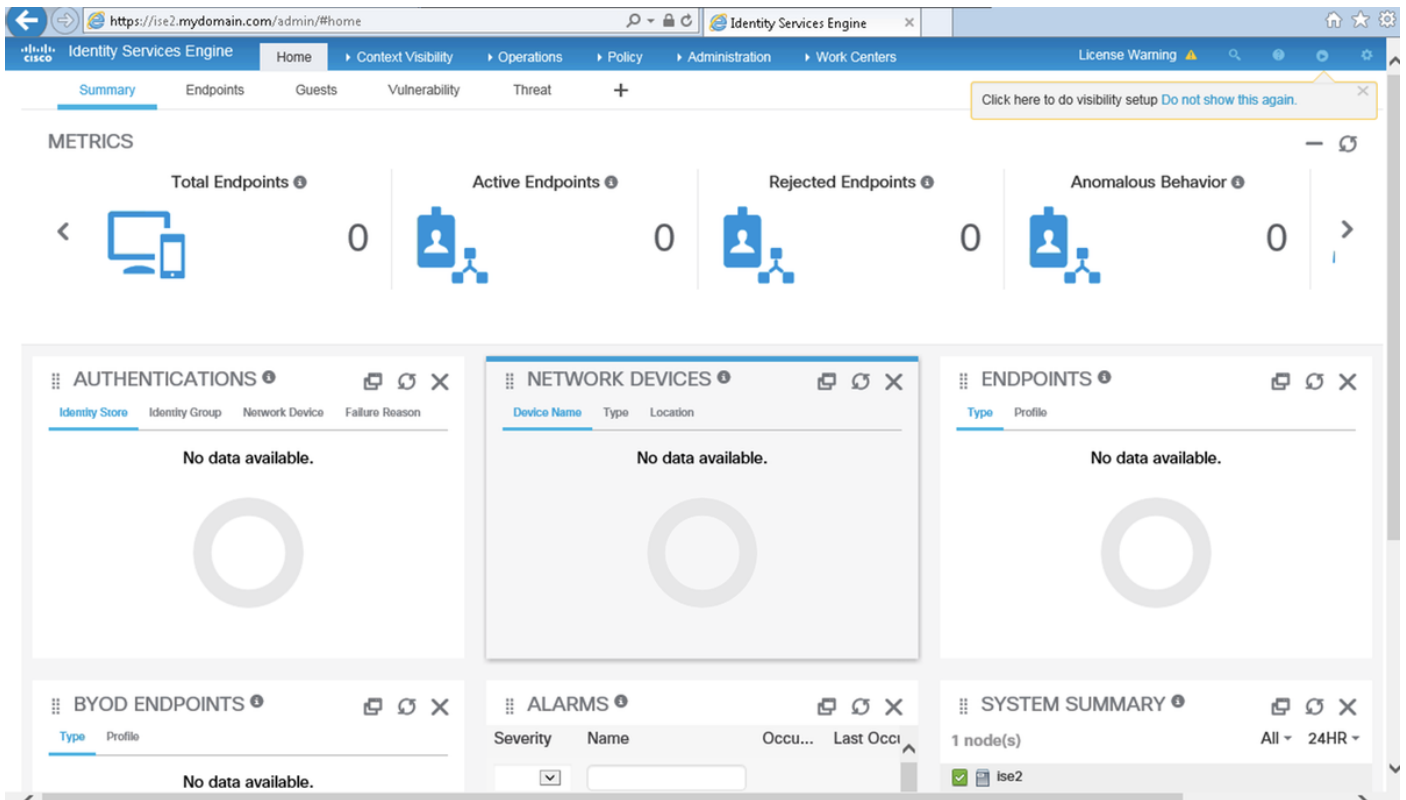 https://ise2.mydomain.com/admin/#home
Identity Services Engine
cisco Identity Services Engine Home Context Visibility Operations Policy Administration Work Centers License Warning
Summary Endpoints Guests Vulnerability Threat +
Click here to do visibility setup Do not show this again.
METRICS
Total Endpoints Active Endpoints Rejected Endpoints Anomalous Behavior
0 0 0 0
AUTHENTICATIONS NETWORK DEVICES ENDPOINTS
Identity Store Identity Group Network Device Failure Reason Device Name Type Location Type Profile
No data available. No data available. No data available.
BYOD ENDPOINTS ALARMS SYSTEM SUMMARY
Type Profile Severity Name Occu... Last Occu 1 node(s) All 24HR
No data available. ise2